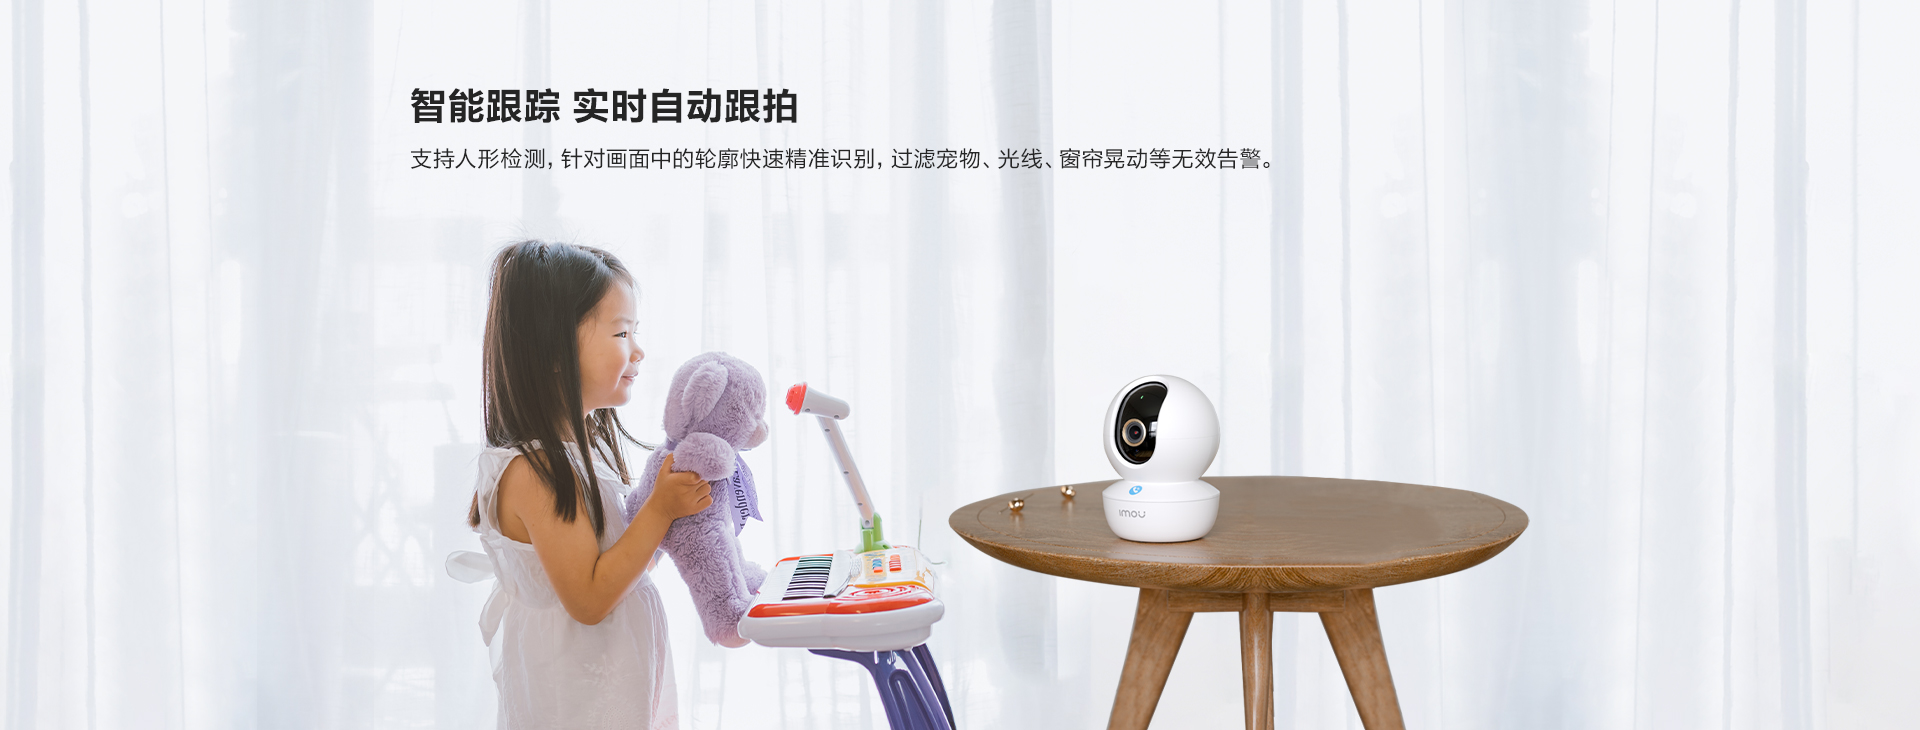 智能跟踪 实时自动跟拍
支持人形检测，针对画面中的轮廓快速精准识别，过滤宠物、光线、窗帘晃动等无效告警。
imou